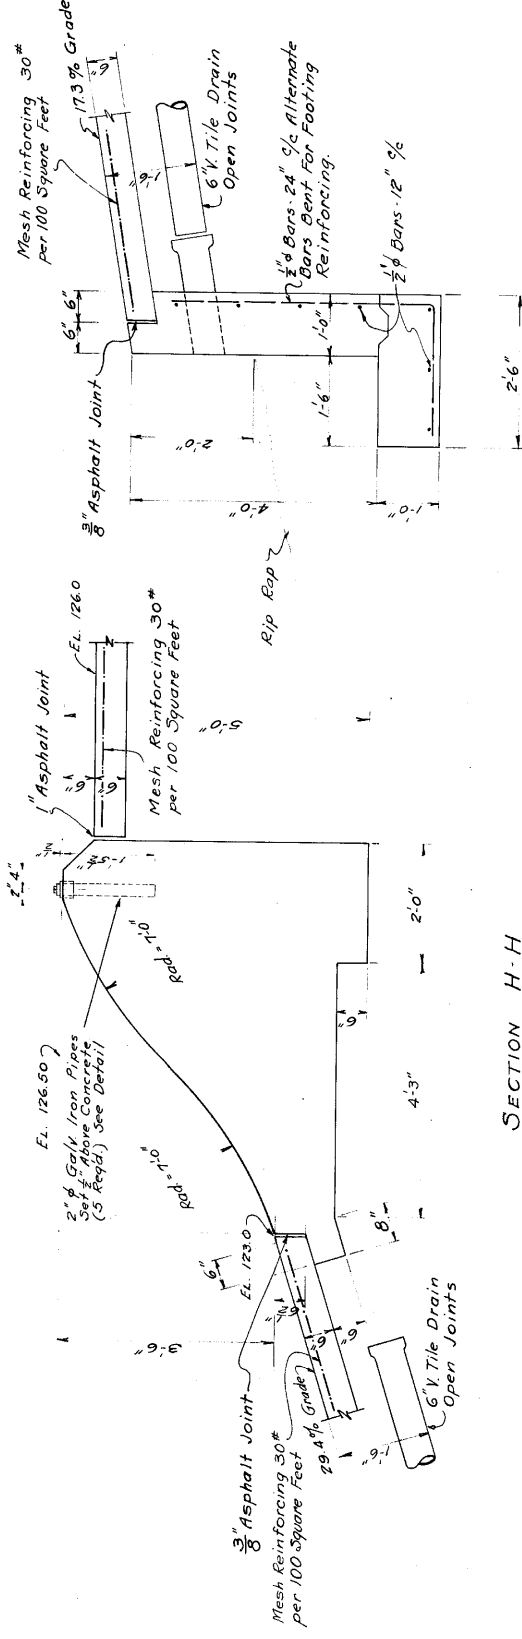 Mesh Reinforcing 30#
per 100 Square Feet
17.3% Grade
6"
1'-6"
6" V. Tile Drain
Open Joints
6" 6"
3/8" Asphalt Joint
1/2" φ Bars - 24" c/c Alternate
Bars Bent For Footing
Reinforcing.
1/2" φ Bars - 12" c/c
1'-0"
1'-6"
2'-0"
4'-0"
1'-0"
2'-6"
Rip Rap
EL. 126.0
1" Asphalt Joint
Mesh Reinforcing 30#
per 100 Square Feet
6"
6"
5'-0"
2" 4"
1/2"
1'-5 1/2"
EL. 126.50
2" φ Galv. Iron Pipes
Set 1/2" Above Concrete
(5 Req'd.) See Detail
Rad. = 7'-0"
Rad. = 7'-0"
2'-0"
6"
4'-3"
8"
6"
EL. 123.0
3'-6"
3/8" Asphalt Joint
Mesh Reinforcing 30#
per 100 Square Feet
29.4% Grade
6"
6"
1'-6"
6" V. Tile Drain
Open Joints
SECTION H-H